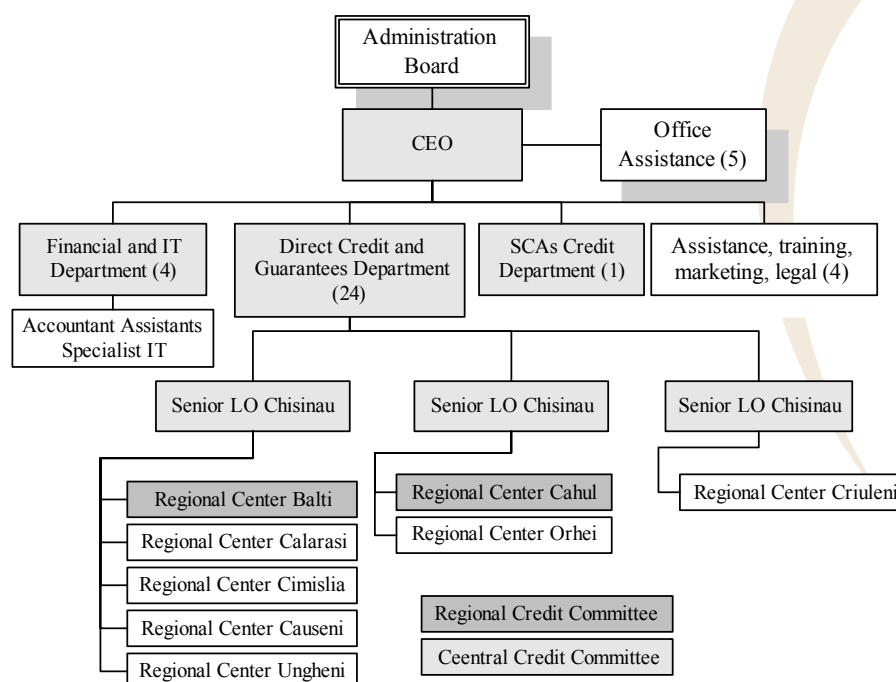 Administration
Board
CEO
Office
Assistance (5)
Financial and IT
Department (4)
Direct Credit and
Guarantees Department
(24)
SCAs Credit
Department (1)
Assistance, training,
marketing, legal (4)
Accountant Assistants
Specialist IT
Senior LO Chisinau
Senior LO Chisinau
Senior LO Chisinau
Regional Center Balti
Regional Center Calarasi
Regional Center Cimislia
Regional Center Causeni
Regional Center Ungheni
Regional Center Cahul
Regional Center Orhei
Regional Center Criuleni
Regional Credit Committee
Ceentral Credit Committee